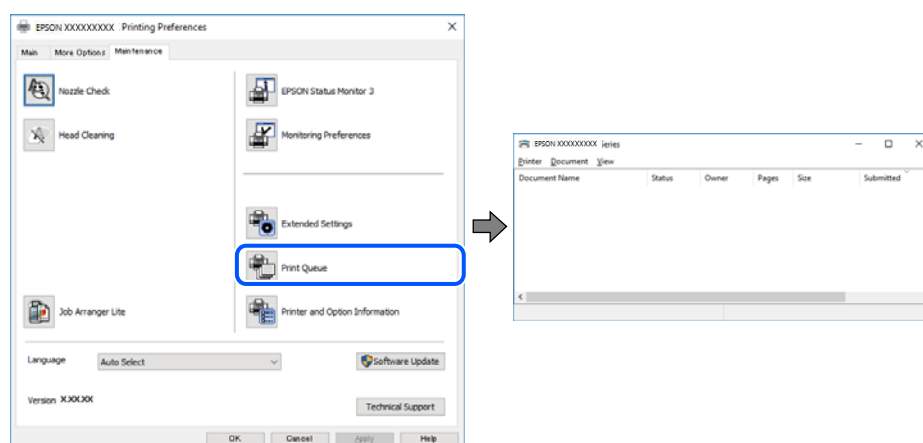 EPSON XXXXXXXXX Printing Preferences
Main More Options Maintenance
Nozzle Check
EPSON Status Monitor 3
Head Cleaning
Monitoring Preferences
Extended Settings
Print Queue
Job Arranger Lite
Printer and Option Information
Language Auto Select
Software Update
Version X.XX.XX
Technical Support
OK Cancel Apply Help
EPSON XXXXXXXXX ieries
Printer Document View
Document Name Status Owner Pages Size Submitted